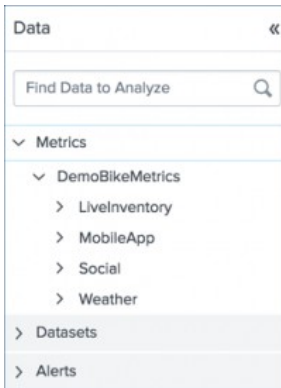 Data
Find Data to Analyze
Metrics
DemoBikeMetrics
LiveInventory
MobileApp
Social
Weather
Datasets
Alerts